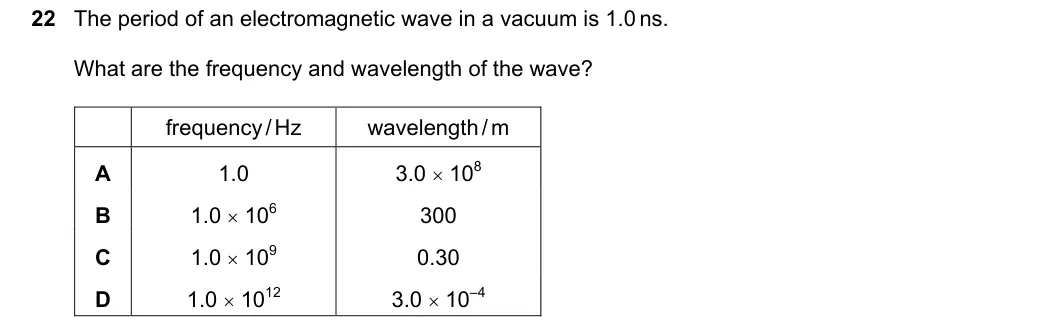 22 The period of an electromagnetic wave in a vacuum is 1.0 ns.
What are the frequency and wavelength of the wave?
frequency / Hz wavelength / m
A 1.0 3.0 × 10⁸
B 1.0 × 10⁶ 300
C 1.0 × 10⁹ 0.30
D 1.0 × 10¹² 3.0 × 10⁻⁴